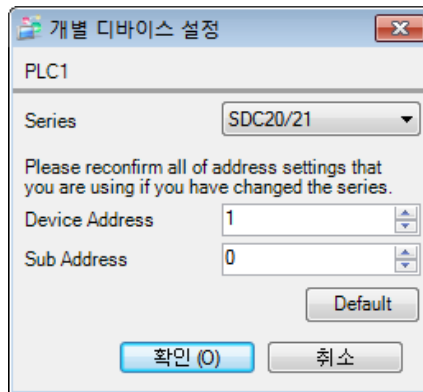 개별 디바이스 설정
PLC1
Series SDC20/21
Please reconfirm all of address settings that
you are using if you have changed the series.
Device Address 1
Sub Address 0
Default
확인 (O) 취소